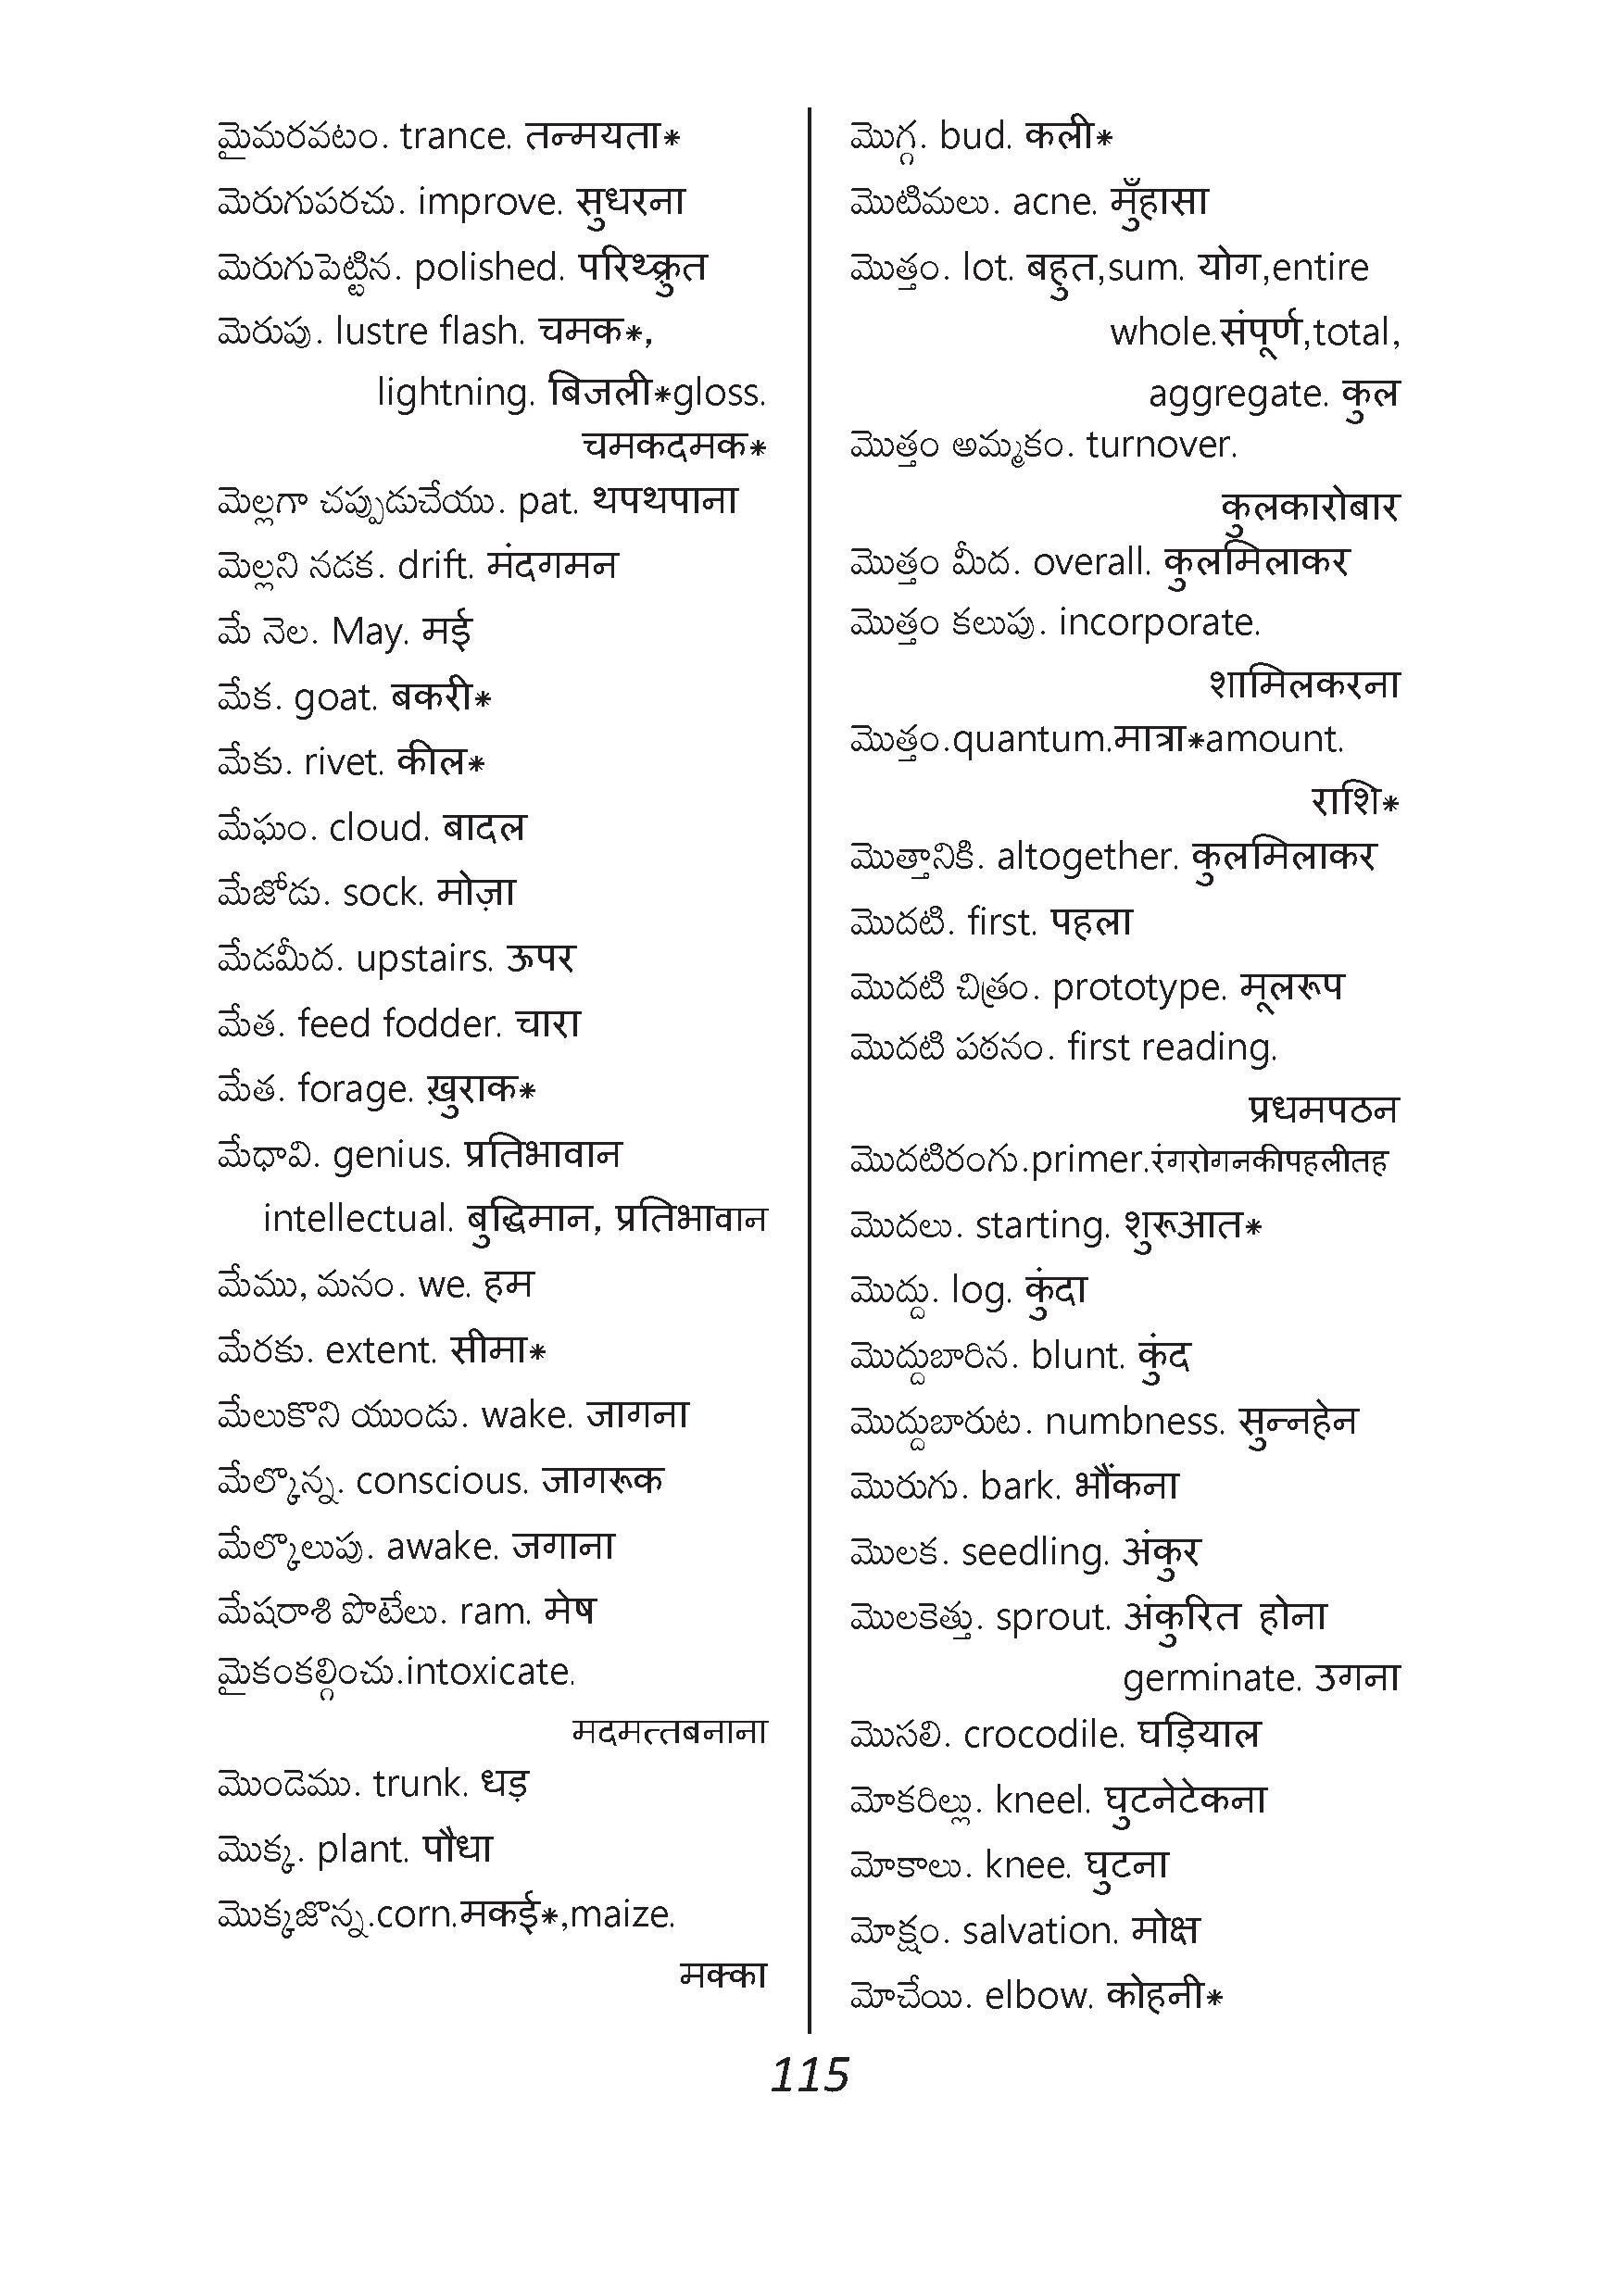 మైమరవటం. trance. तन्मयता*
మెరుగుపరచు. improve. सुधरना
మెరుగుపెట్టిన. polished. परिथ्क्रुत
మెరుపు. lustre flash. चमक*,
lightning. बिजली*gloss.
चमकदमक*
మెల్లగా చప్పుడుచేయు. pat. थपथपाना
మెల్లని నడక. drift. मंदगमन
మే నెల. May. मई
మేక. goat. बकरी*
మేకు. rivet. कील*
మేఘం. cloud. बादल
మేజోడు. sock. मोज़ा
మేడమీద. upstairs. ऊपर
మేత. feed fodder. चारा
మేత. forage. ख़ुराक*
మేధావి. genius. प्रतिभावान
intellectual. बुद्धिमान, प्रतिभावान
మేము, మనం. we. हम
మేరకు. extent. सीमा*
మేలుకొని యుండు. wake. जागना
మేల్కొన్న. conscious. जागरूक
మేల్కొలుపు. awake. जगाना
మేషరాశి పొటేలు. ram. मेष
మైకంకల్గించు.intoxicate.
मदमत्तबनाना
మొండెము. trunk. धड़
మొక్క. plant. पौधा
మొక్కజొన్న.corn.मकई*,maize.
मक्का
మొగ్గ. bud. कली*
మొటిమలు. acne. मुँहासा
మొత్తం. lot. बहुत,sum. योग,entire
whole.संपूर्ण,total,
aggregate. कुल
మొత్తం అమ్మకం. turnover.
कुलकारोबार
మొత్తం మీద. overall. कुलमिलाकर
మొత్తం కలుపు. incorporate.
शामिलकरना
మొత్తం.quantum.मात्रा*amount.
राशि*
మొత్తానికి. altogether. कुलमिलाकर
మొదటి. first. पहला
మొదటి చిత్రం. prototype. मूलरूप
మొదటి పఠనం. first reading.
प्रधमपठन
మొదటిరంగు.primer.रंगरोगनकीपहलीतह
మొదలు. starting. शुरूआत*
మొద్దు. log. कुंदा
మొద్దుబారిన. blunt. कुंद
మొద్దుబారుట. numbness. सुन्नहेन
మొరుగు. bark. भौंकना
మొలక. seedling. अंकुर
మొలకెత్తు. sprout. अंकुरित होना
germinate. उगना
మొసలి. crocodile. घड़ियाल
మోకరిల్లు. kneel. घुटनेटेकना
మోకాలు. knee. घुटना
మోక్షం. salvation. मोक्ष
మోచేయి. elbow. कोहनी*
115